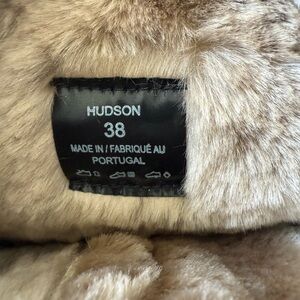 HUDSON
38
MADE IN / FABRIQUÉ AU
PORTUGAL